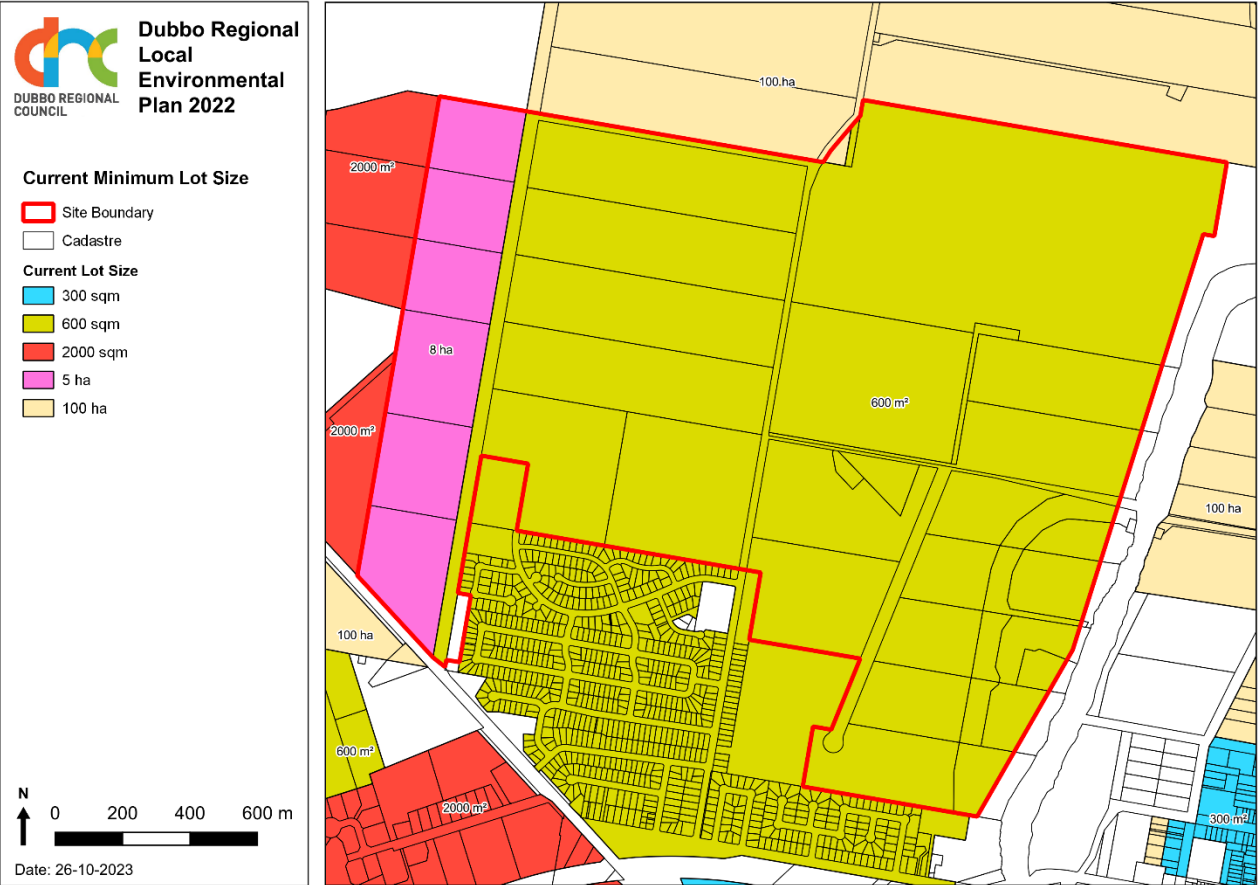 Dubbo Regional
Local
Environmental
Plan 2022
DUBBO REGIONAL
COUNCIL
Current Minimum Lot Size
Site Boundary
Cadastre
Current Lot Size
300 sqm
600 sqm
2000 sqm
5 ha
100 ha
N
0 200 400 600 m
Date: 26-10-2023
100 ha
2000 m²
8 ha
600 m²
2000 m²
100 ha
100 ha
600 m²
2000 m²
300 m²